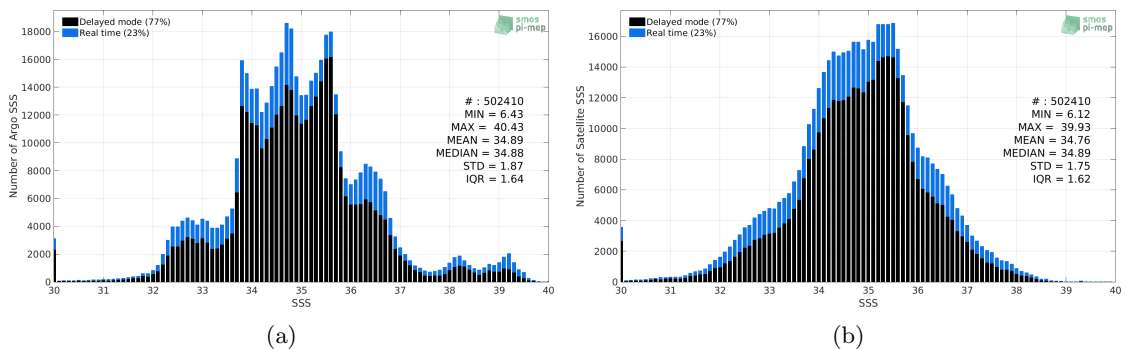 Delayed mode (77%)
Real time (23%)
smos
pi-mep
18000
16000
14000
12000
10000
8000
6000
4000
2000
0
Number of Argo SSS
# : 502410
MIN = 6.43
MAX = 40.43
MEAN = 34.89
MEDIAN = 34.88
STD = 1.87
IQR = 1.64
30 31 32 33 34 35 36 37 38 39 40
SSS
(a)
Delayed mode (77%)
Real time (23%)
smos
pi-mep
16000
14000
12000
10000
8000
6000
4000
2000
0
Number of Satellite SSS
# : 502410
MIN = 6.12
MAX = 39.93
MEAN = 34.76
MEDIAN = 34.89
STD = 1.75
IQR = 1.62
30 31 32 33 34 35 36 37 38 39 40
SSS
(b)